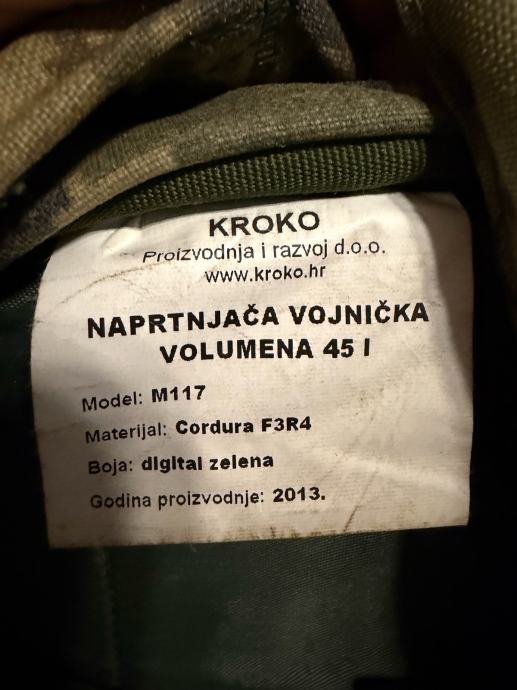 KROKO
Proizvodnja i razvoj d.o.o.
www.kroko.hr
NAPRTNJAČA VOJNIČKA
VOLUMENA 45 l
Model: M117
Materijal: Cordura F3R4
Boja: digital zelena
Godina proizvodnje: 2013.